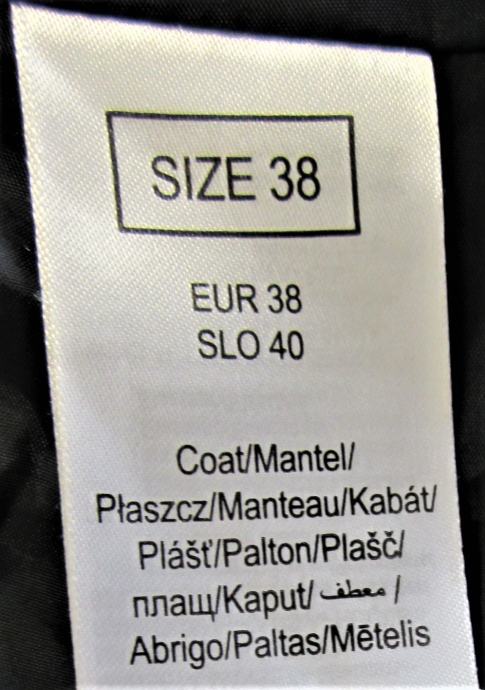 SIZE 38
EUR 38
SLO 40
Coat/Mantel/
Płaszcz/Manteau/Kabát/
Plášť/Palton/Plašč/
плащ/Kaput/ معطف /
Abrigo/Paltas/Mētelis